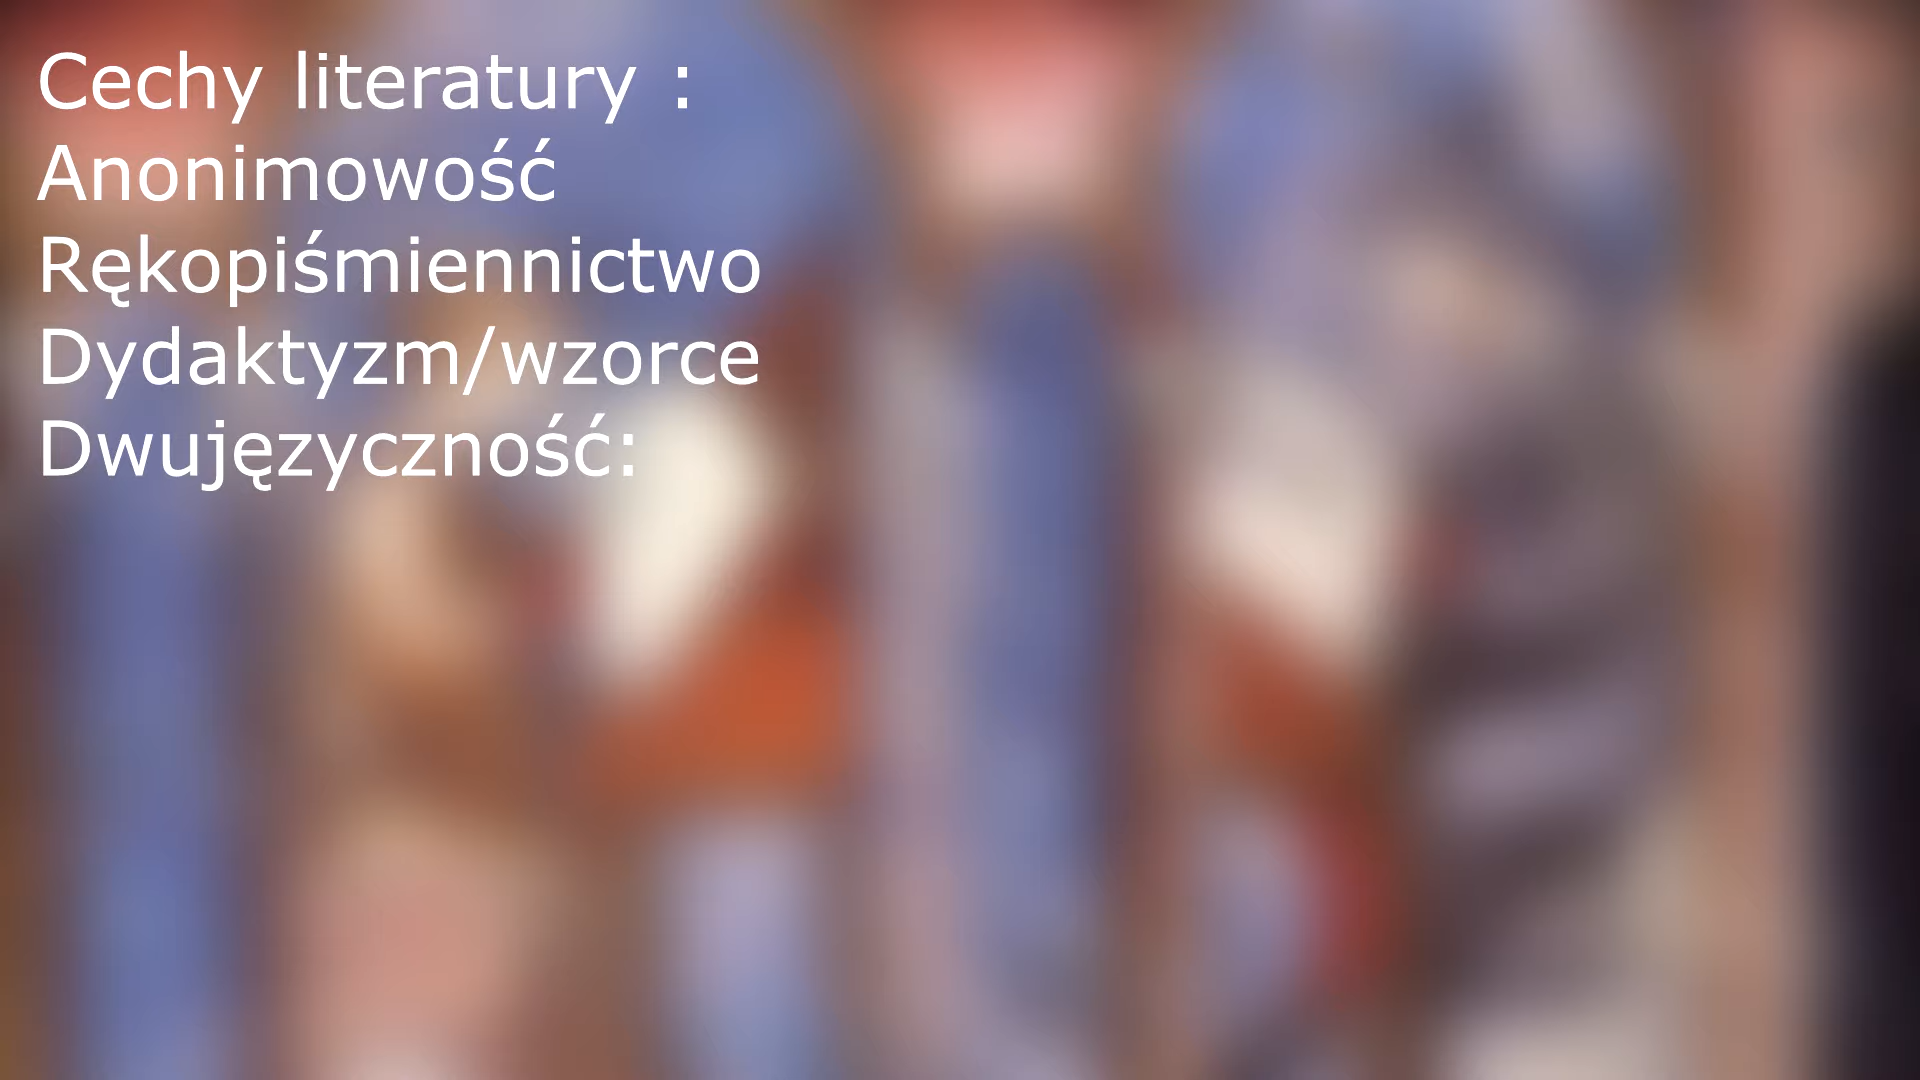 Cechy literatury :
Anonimowość
Rękopiśmiennictwo
Dydaktyzm/wzorce
Dwujęzyczność: